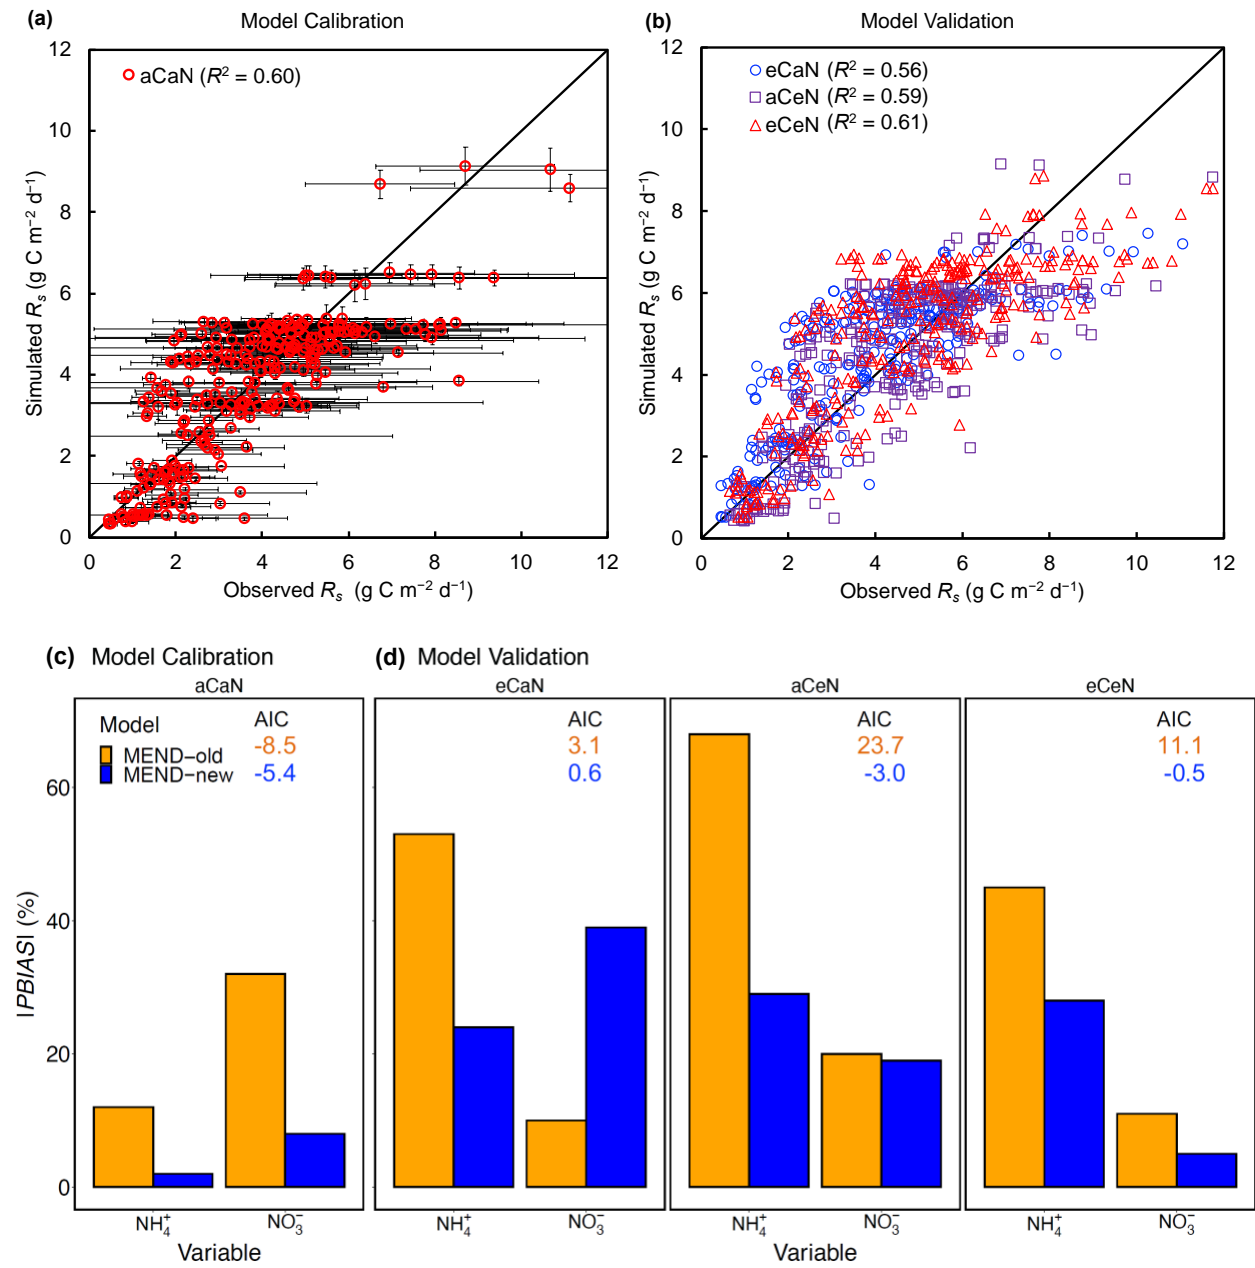 (a) Model Calibration
aCaN (R² = 0.60)
Simulated Rₛ (g C m⁻² d⁻¹)
12
10
8
6
4
2
0
0 2 4 6 8 10 12
Observed Rₛ (g C m⁻² d⁻¹)
(b) Model Validation
eCaN (R² = 0.56)
aCeN (R² = 0.59)
eCeN (R² = 0.61)
Simulated Rₛ (g C m⁻² d⁻¹)
12
10
8
6
4
2
0
0 2 4 6 8 10 12
Observed Rₛ (g C m⁻² d⁻¹)
(c) Model Calibration
aCaN
Model
MEND−old
MEND−new
AIC
-8.5
-5.4
|PBIAS| (%)
60
40
20
0
NH₄⁺ NO₃⁻
Variable
(d) Model Validation
eCaN
AIC
3.1
0.6
NH₄⁺ NO₃⁻
aCeN
AIC
23.7
-3.0
NH₄⁺ NO₃⁻
eCeN
AIC
11.1
-0.5
NH₄⁺ NO₃⁻
Variable